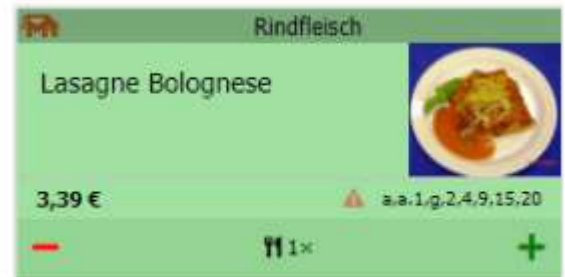 Rindfleisch
Lasagne Bolognese
3,39 € a,a.1,g,2,4,9,15,20
1×